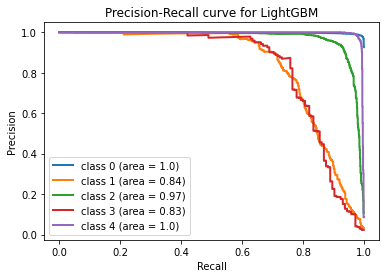 Precision-Recall curve for LightGBM
Precision
1.0
0.8
0.6
0.4
0.2
0.0
class 0 (area = 1.0)
class 1 (area = 0.84)
class 2 (area = 0.97)
class 3 (area = 0.83)
class 4 (area = 1.0)
0.0 0.2 0.4 0.6 0.8 1.0
Recall